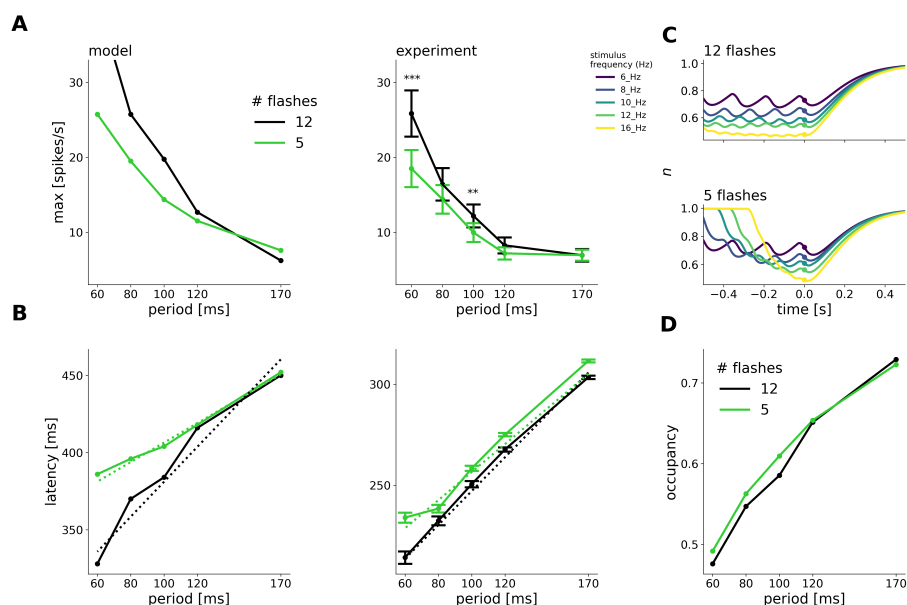 A
model
max [spikes/s]
30
20
10
60 80 100 120 170
period [ms]
# flashes
12
5
experiment
***
**
30
20
10
60 80 100 120 170
period [ms]
stimulus
frequency (Hz)
6_Hz
8_Hz
10_Hz
12_Hz
16_Hz
C
12 flashes
1.0
0.8
0.6
n
5 flashes
1.0
0.8
0.6
−0.4 −0.2 0.0 0.2 0.4
time [s]
B
latency [ms]
450
400
350
60 80 100 120 170
period [ms]
300
250
60 80 100 120 170
period [ms]
D
occupancy
# flashes
12
5
0.7
0.6
0.5
60 80 100 120 170
period [ms]